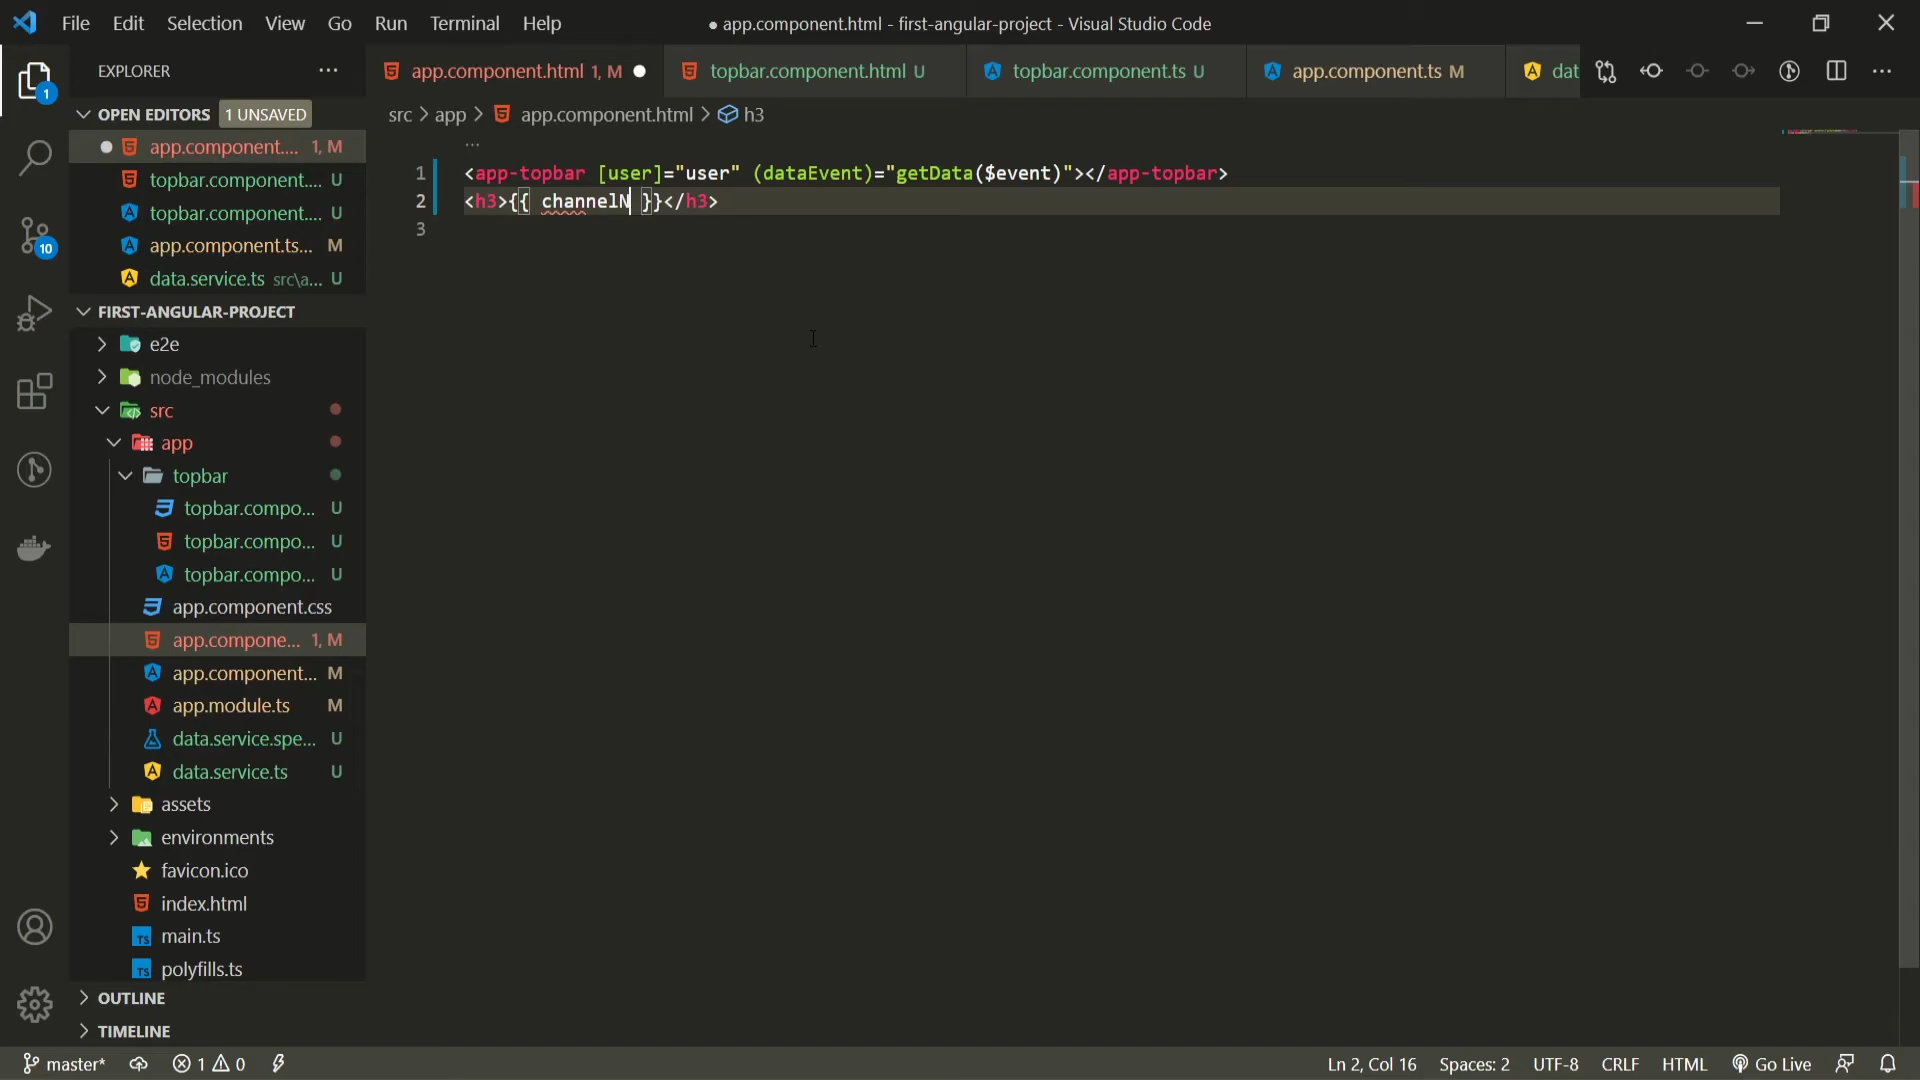 File Edit Selection View Go Run Terminal Help
● app.component.html - first-angular-project - Visual Studio Code
EXPLORER ...
app.component.html 1, M
topbar.component.html U
topbar.component.ts U
app.component.ts M
dat
OPEN EDITORS 1 UNSAVED
app.component.... 1, M
topbar.component.... U
topbar.component.... U
app.component.ts... M
data.service.ts src\a... U
FIRST-ANGULAR-PROJECT
e2e
node_modules
src
app
topbar
topbar.compo... U
topbar.compo... U
topbar.compo... U
app.component.css
app.compone... 1, M
app.component... M
app.module.ts M
data.service.spe... U
data.service.ts U
assets
environments
favicon.ico
index.html
main.ts
polyfills.ts
OUTLINE
TIMELINE
1
10
src > app > app.component.html > h3
...
1 <app-topbar [user]="user" (dataEvent)="getData($event)"></app-topbar>
2 <h3>{{ channelN }}</h3>
3
master* 1 0
Ln 2, Col 16 Spaces: 2 UTF-8 CRLF HTML Go Live